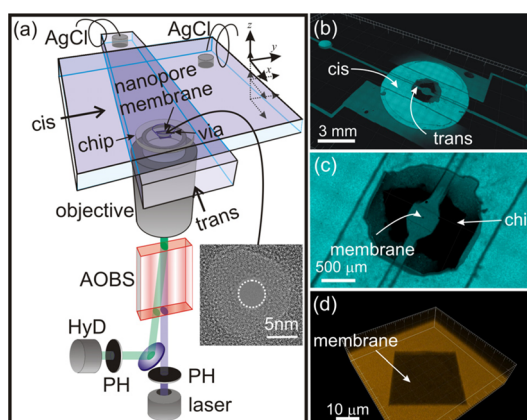 (a)
AgCl
AgCl
z
y
x
nanopore
membrane
cis
chip
via
trans
objective
AOBS
5nm
HyD
PH
PH
laser
(b)
cis
trans
3 mm
(c)
membrane
chi
500 μm
(d)
membrane
10 μm